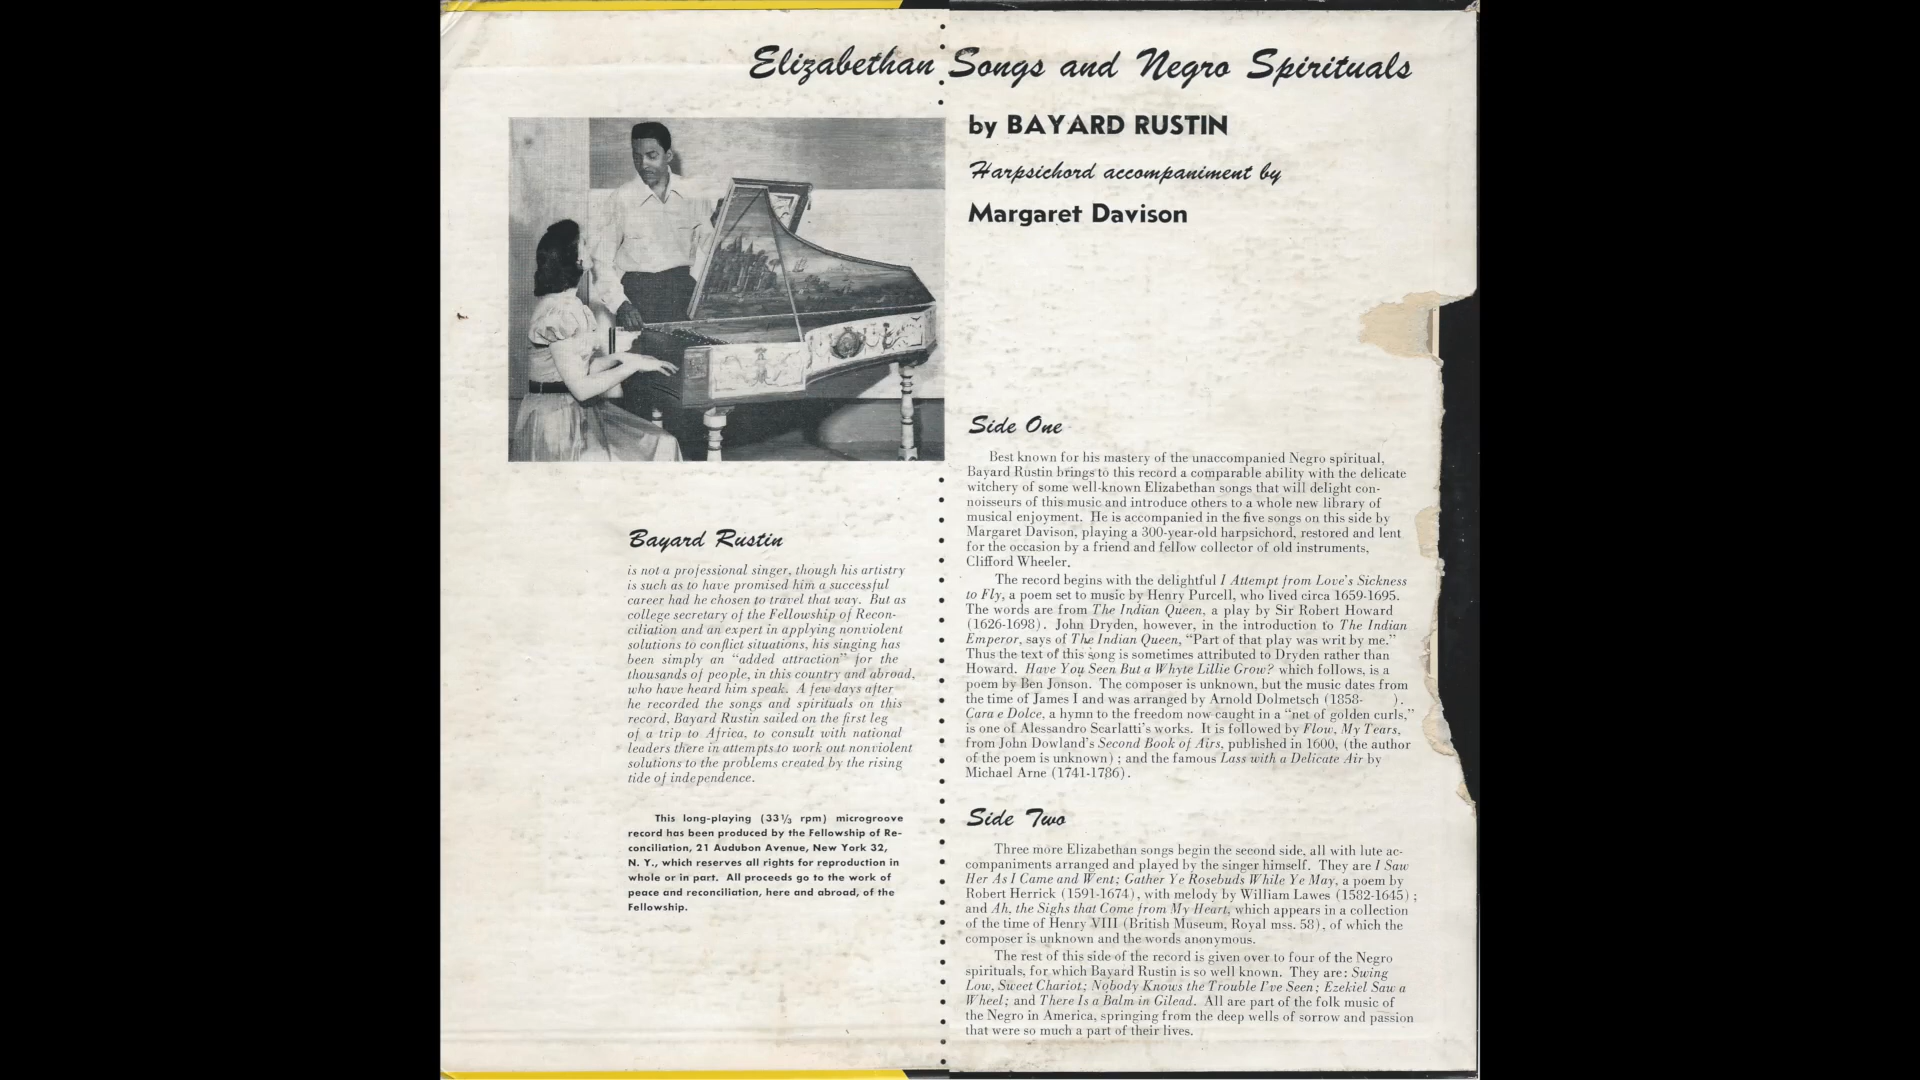 Elizabethan Songs and Negro Spirituals
by BAYARD RUSTIN
Harpsichord accompaniment by
Margaret Davison
Bayard Rustin
is not a professional singer, though his artistry
is such as to have promised him a successful
career had he chosen to travel that way. But as
college secretary of the Fellowship of Recon-
ciliation and an expert in applying nonviolent
solutions to conflict situations, his singing has
been simply an "added attraction" for the
thousands of people, in this country and abroad,
who have heard him speak. A few days after
he recorded the songs and spirituals on this
record, Bayard Rustin sailed on the first leg
of a trip to Africa, to consult with national
leaders there in attempts to work out nonviolent
solutions to the problems created by the rising
tide of independence.
This long-playing (33⅓ rpm) microgroove
record has been produced by the Fellowship of Re-
conciliation, 21 Audubon Avenue, New York 32,
N. Y., which reserves all rights for reproduction in
whole or in part. All proceeds go to the work of
peace and reconciliation, here and abroad, of the
Fellowship.
Side One
Best known for his mastery of the unaccompanied Negro spiritual,
Bayard Rustin brings to this record a comparable ability with the delicate
witchery of some well-known Elizabethan songs that will delight con-
noisseurs of this music and introduce others to a whole new library of
musical enjoyment. He is accompanied in the five songs on this side by
Margaret Davison, playing a 300-year-old harpsichord, restored and lent
for the occasion by a friend and fellow collector of old instruments,
Clifford Wheeler.
The record begins with the delightful I Attempt from Love's Sickness
to Fly, a poem set to music by Henry Purcell, who lived circa 1659-1695.
The words are from The Indian Queen, a play by Sir Robert Howard
(1626-1698). John Dryden, however, in the introduction to The Indian
Emperor, says of The Indian Queen, "Part of that play was writ by me."
Thus the text of this song is sometimes attributed to Dryden rather than
Howard. Have You Seen But a Whyte Lillie Grow? which follows, is a
poem by Ben Jonson. The composer is unknown, but the music dates from
the time of James I and was arranged by Arnold Dolmetsch (1858- ).
Cara e Dolce, a hymn to the freedom now caught in a "net of golden curls,"
is one of Alessandro Scarlatti's works. It is followed by Flow, My Tears,
from John Dowland's Second Book of Airs, published in 1600, (the author
of the poem is unknown) ; and the famous Lass with a Delicate Air by
Michael Arne (1741-1786).
Side Two
Three more Elizabethan songs begin the second side, all with lute ac-
companiments arranged and played by the singer himself. They are I Saw
Her As I Came and Went; Gather Ye Rosebuds While Ye May, a poem by
Robert Herrick (1591-1674), with melody by William Lawes (1582-1645) ;
and Ah, the Sighs that Come from My Heart, which appears in a collection
of the time of Henry VIII (British Museum, Royal mss. 58), of which the
composer is unknown and the words anonymous.
The rest of this side of the record is given over to four of the Negro
spirituals, for which Bayard Rustin is so well known. They are: Swing
Low, Sweet Chariot; Nobody Knows the Trouble I've Seen; Ezekiel Saw a
Wheel; and There Is a Balm in Gilead. All are part of the folk music of
the Negro in America, springing from the deep wells of sorrow and passion
that were so much a part of their lives.